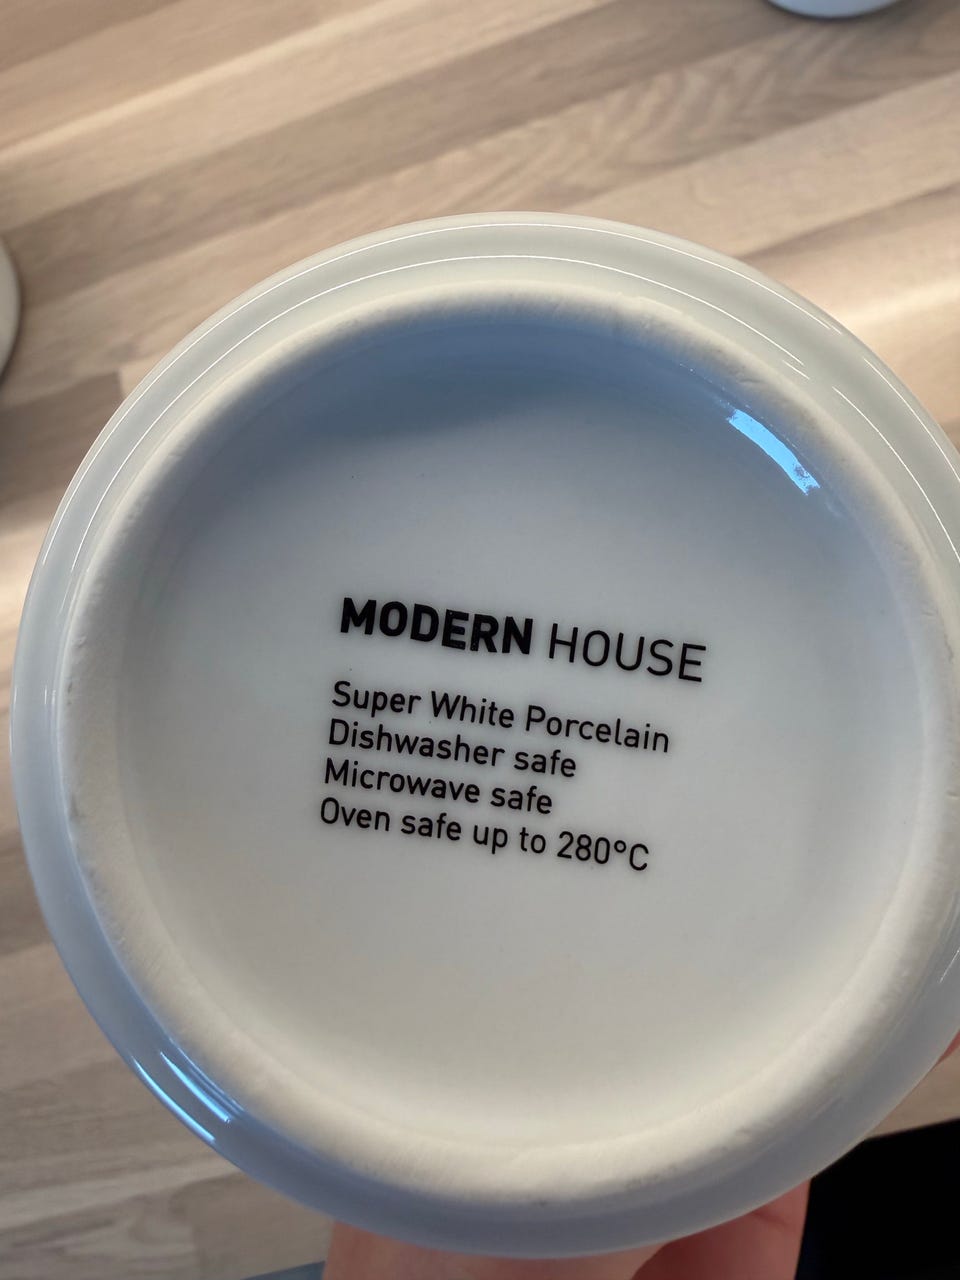 MODERN HOUSE
Super White Porcelain
Dishwasher safe
Microwave safe
Oven safe up to 280°C